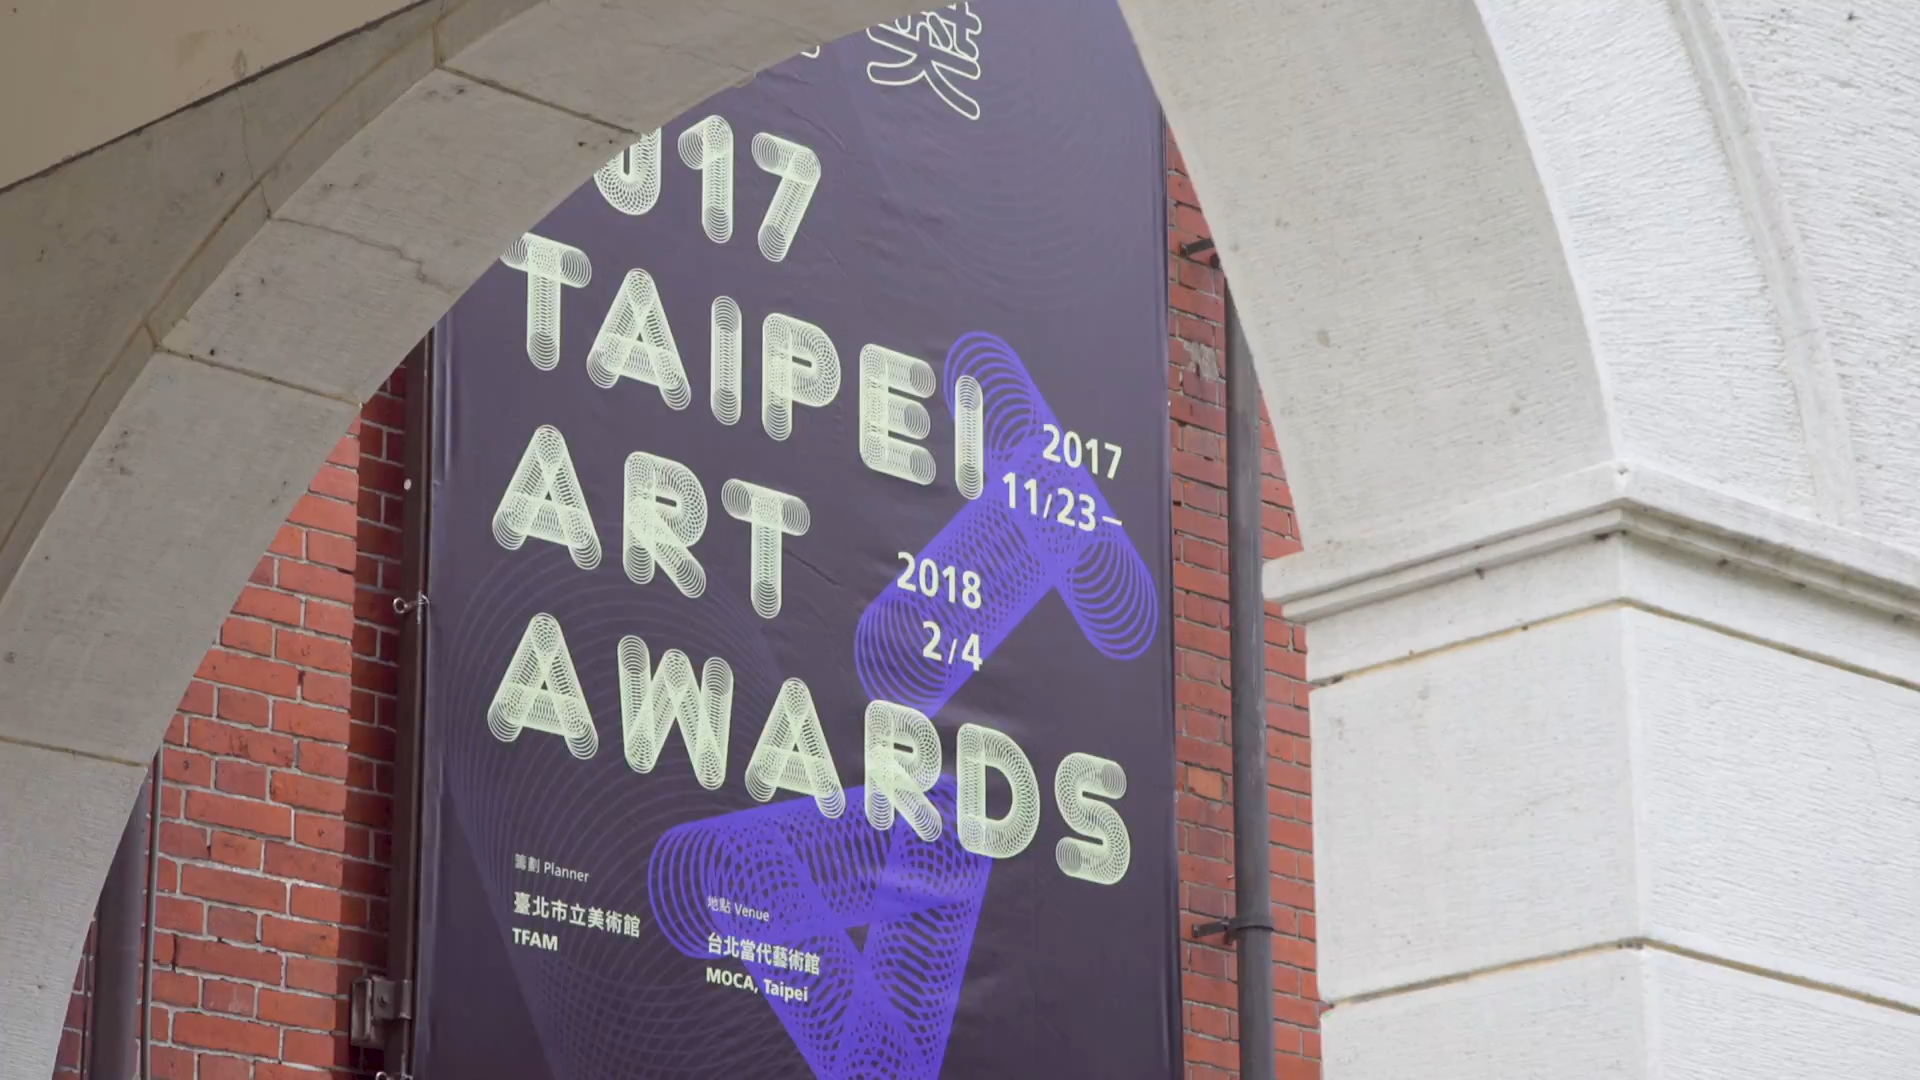 獎
017
TAIPEI
ART
AWARDS
2017
11/23–
2018
2/4
籌劃 Planner
臺北市立美術館
TFAM
地點 Venue
台北當代藝術館
MOCA, Taipei